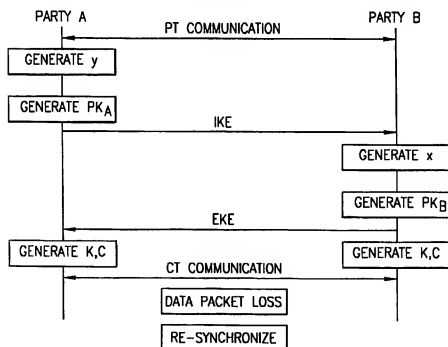 PARTY A
PARTY B
PT COMMUNICATION
GENERATE y
GENERATE PKA
IKE
GENERATE x
GENERATE PKB
EKE
GENERATE K,C
GENERATE K,C
CT COMMUNICATION
DATA PACKET LOSS
RE-SYNCHRONIZE